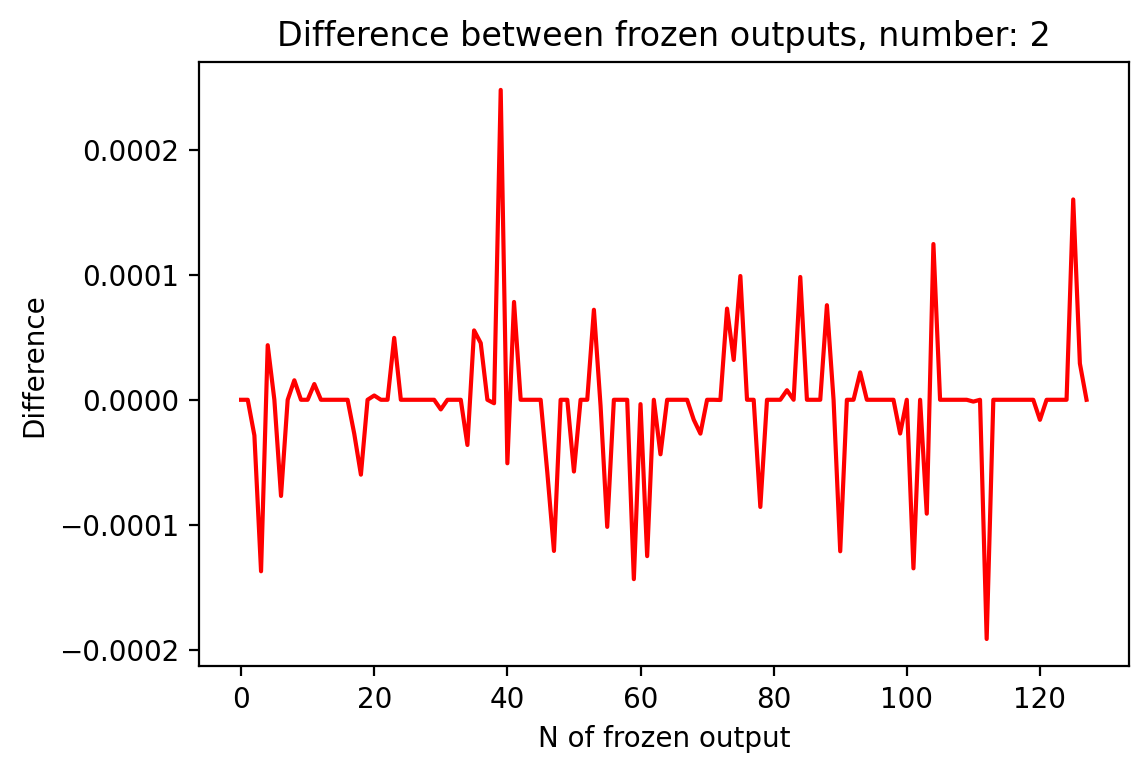 Difference between frozen outputs, number: 2
0.0002
0.0001
0.0000
−0.0001
−0.0002
Difference
0 20 40 60 80 100 120
N of frozen output